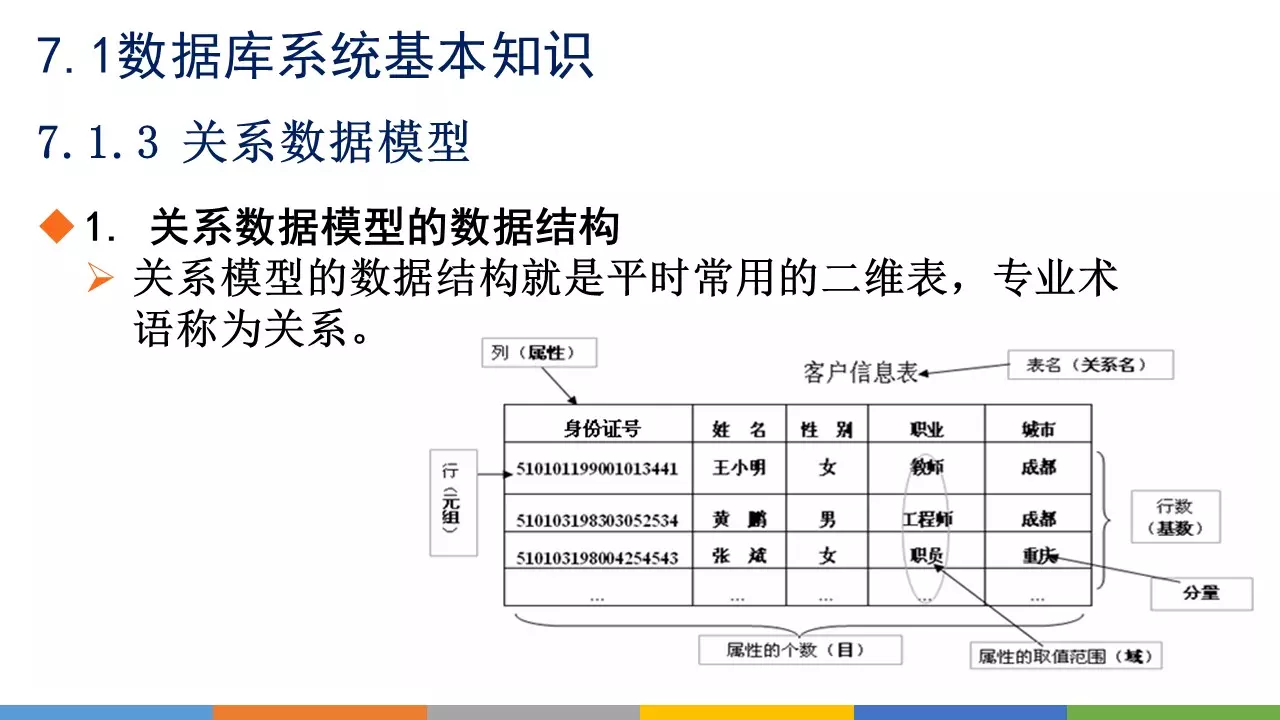 7.1数据库系统基本知识
7.1.3 关系数据模型
1. 关系数据模型的数据结构
关系模型的数据结构就是平时常用的二维表，专业术
语称为关系。
列（属性）
客户信息表
表名（关系名）
身份证号 姓 名 性 别 职业 城市
行（元组）
510101199001013441 王小明 女 教师 成都
510103198303052534 黄 鹏 男 工程师 成都
510103198004254543 张 斌 女 职员 重庆
… … … … …
行数
（基数）
分量
属性的个数（目）
属性的取值范围（域）